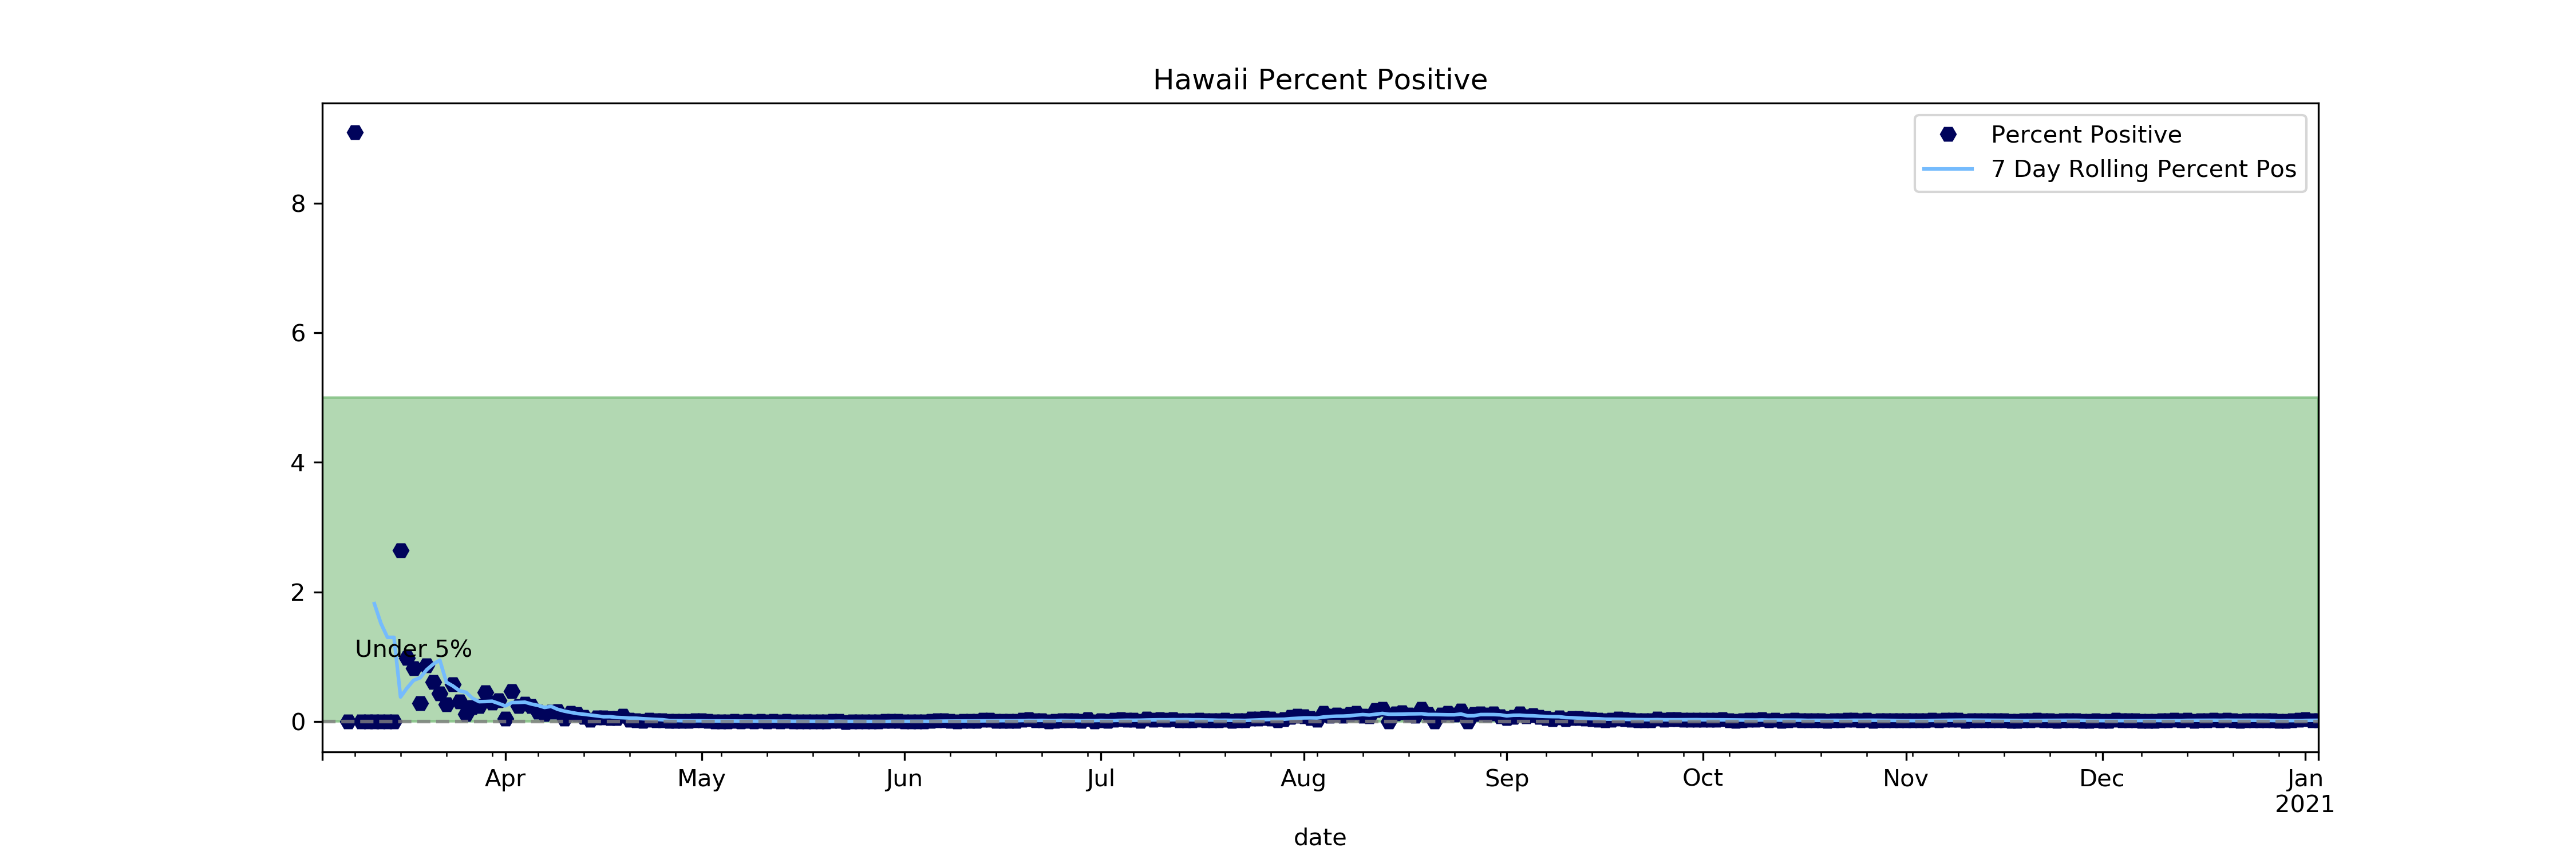 Hawaii Percent Positive
Percent Positive
7 Day Rolling Percent Pos
8
6
4
2
0
Under 5%
Apr May Jun Jul Aug Sep Oct Nov Dec Jan
2021
date